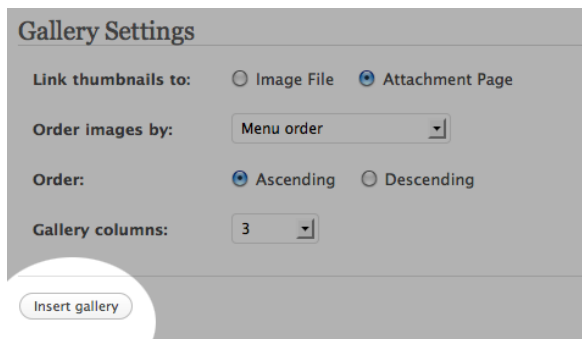 Gallery Settings
Link thumbnails to: Image File Attachment Page
Order images by: Menu order
Order: Ascending Descending
Gallery columns: 3
Insert gallery